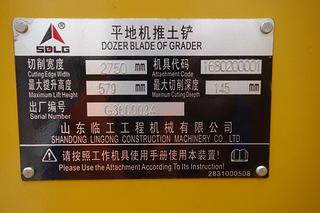 SDLG
平地机推土铲
DOZER BLADE OF GRADER
切削宽度 2750 mm 机具代码
Cutting Edge Width Attachment Code
最大提升高度 579 mm 最大切削深度 145 mm
Maximum Lift Height Maximum Cutting Depth
出厂编号
Serial No.
山东临工工程机械有限公司
SHANDONG LINGONG CONSTRUCTION MACHINERY CO.,LTD
请按照工作机具使用手册使用本装置!
Please Use the Attachment According To Its Instruction!
2831000508